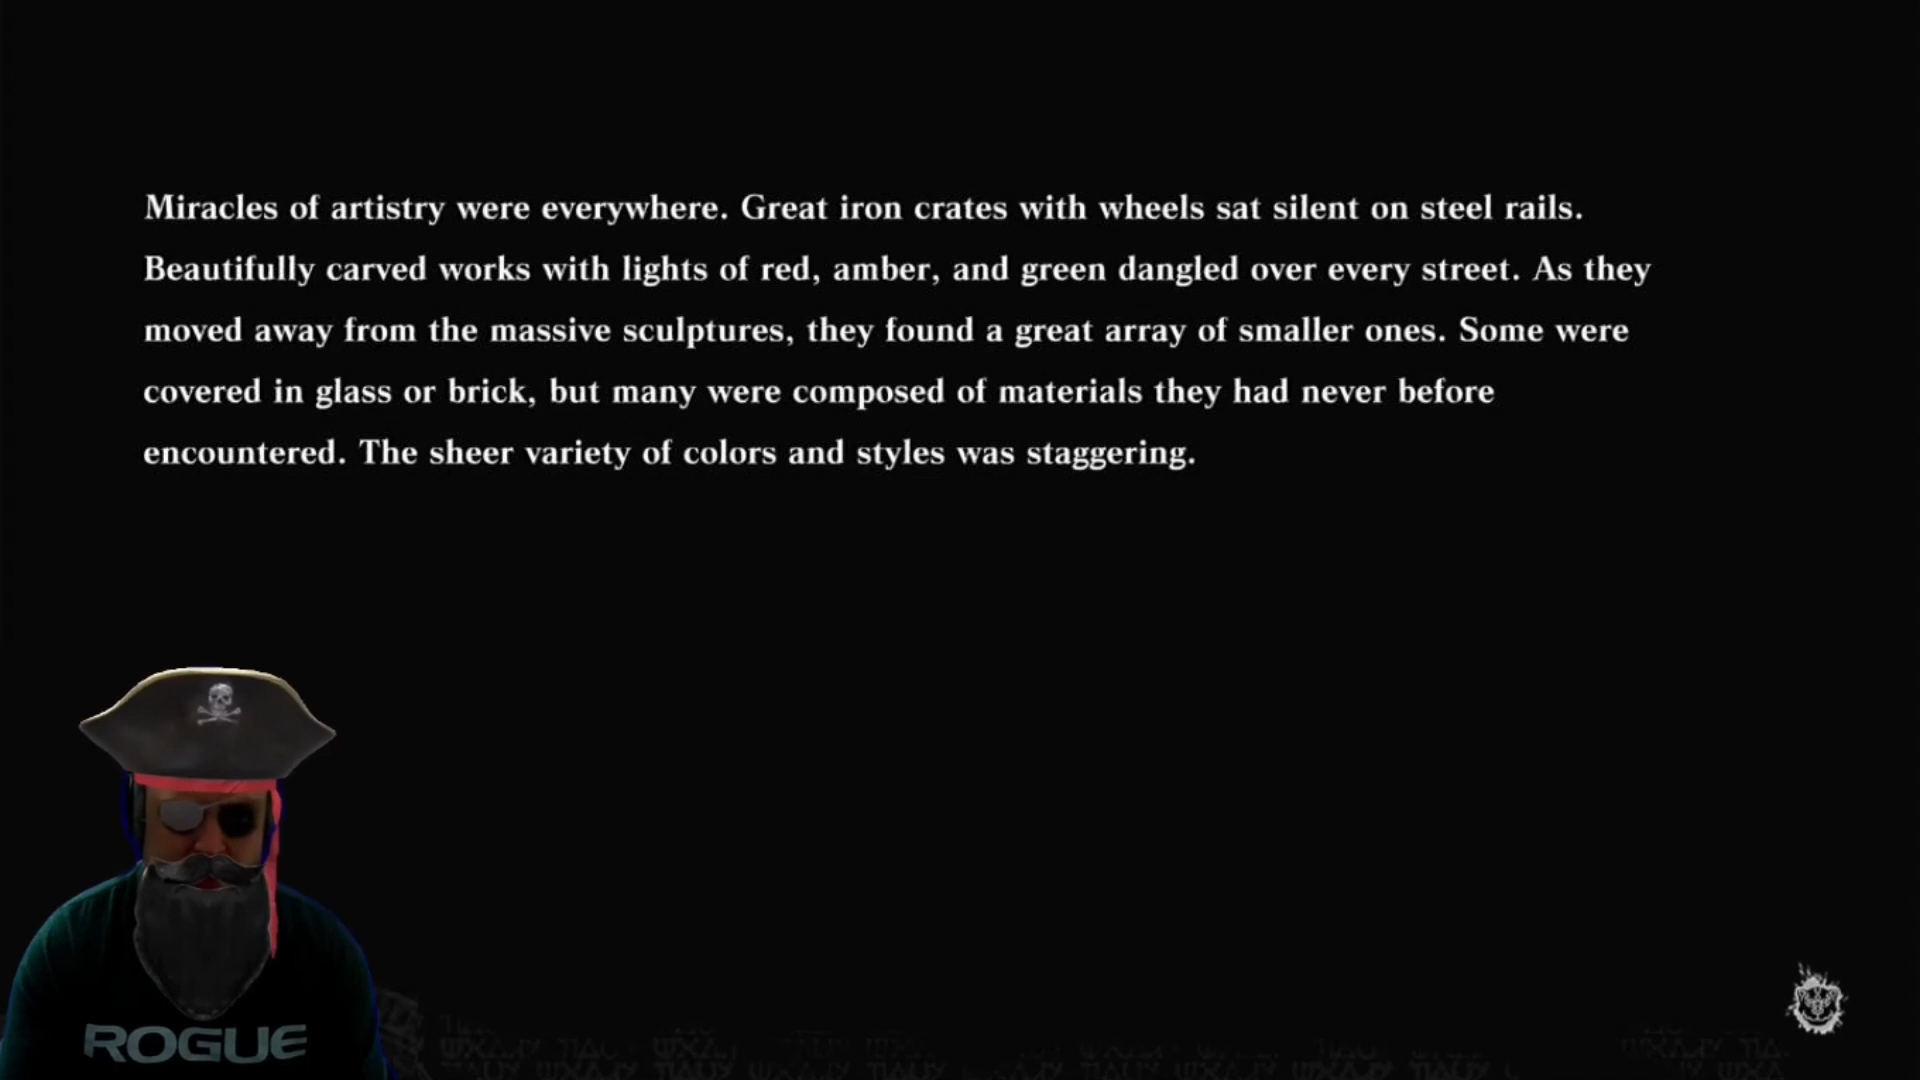 Miracles of artistry were everywhere. Great iron crates with wheels sat silent on steel rails.
Beautifully carved works with lights of red, amber, and green dangled over every street. As they
moved away from the massive sculptures, they found a great array of smaller ones. Some were
covered in glass or brick, but many were composed of materials they had never before
encountered. The sheer variety of colors and styles was staggering.
ROGUE